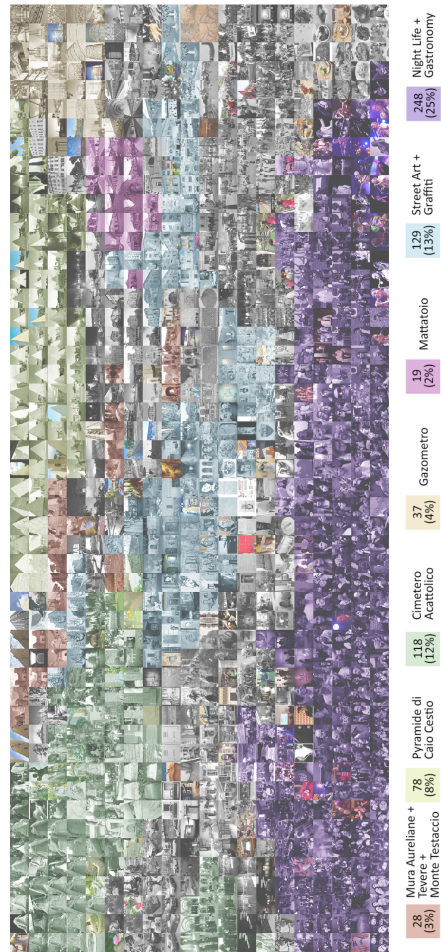 28
(3%)
Mura Aureliane +
Tevere +
Monte Testaccio
78
(8%)
Pyramide di
Caio Cestio
118
(12%)
Cimetero
Acattolico
37
(4%)
Gazometro
19
(2%)
Mattatoio
129
(13%)
Street Art +
Graffiti
248
(25%)
Night Life +
Gastronomy